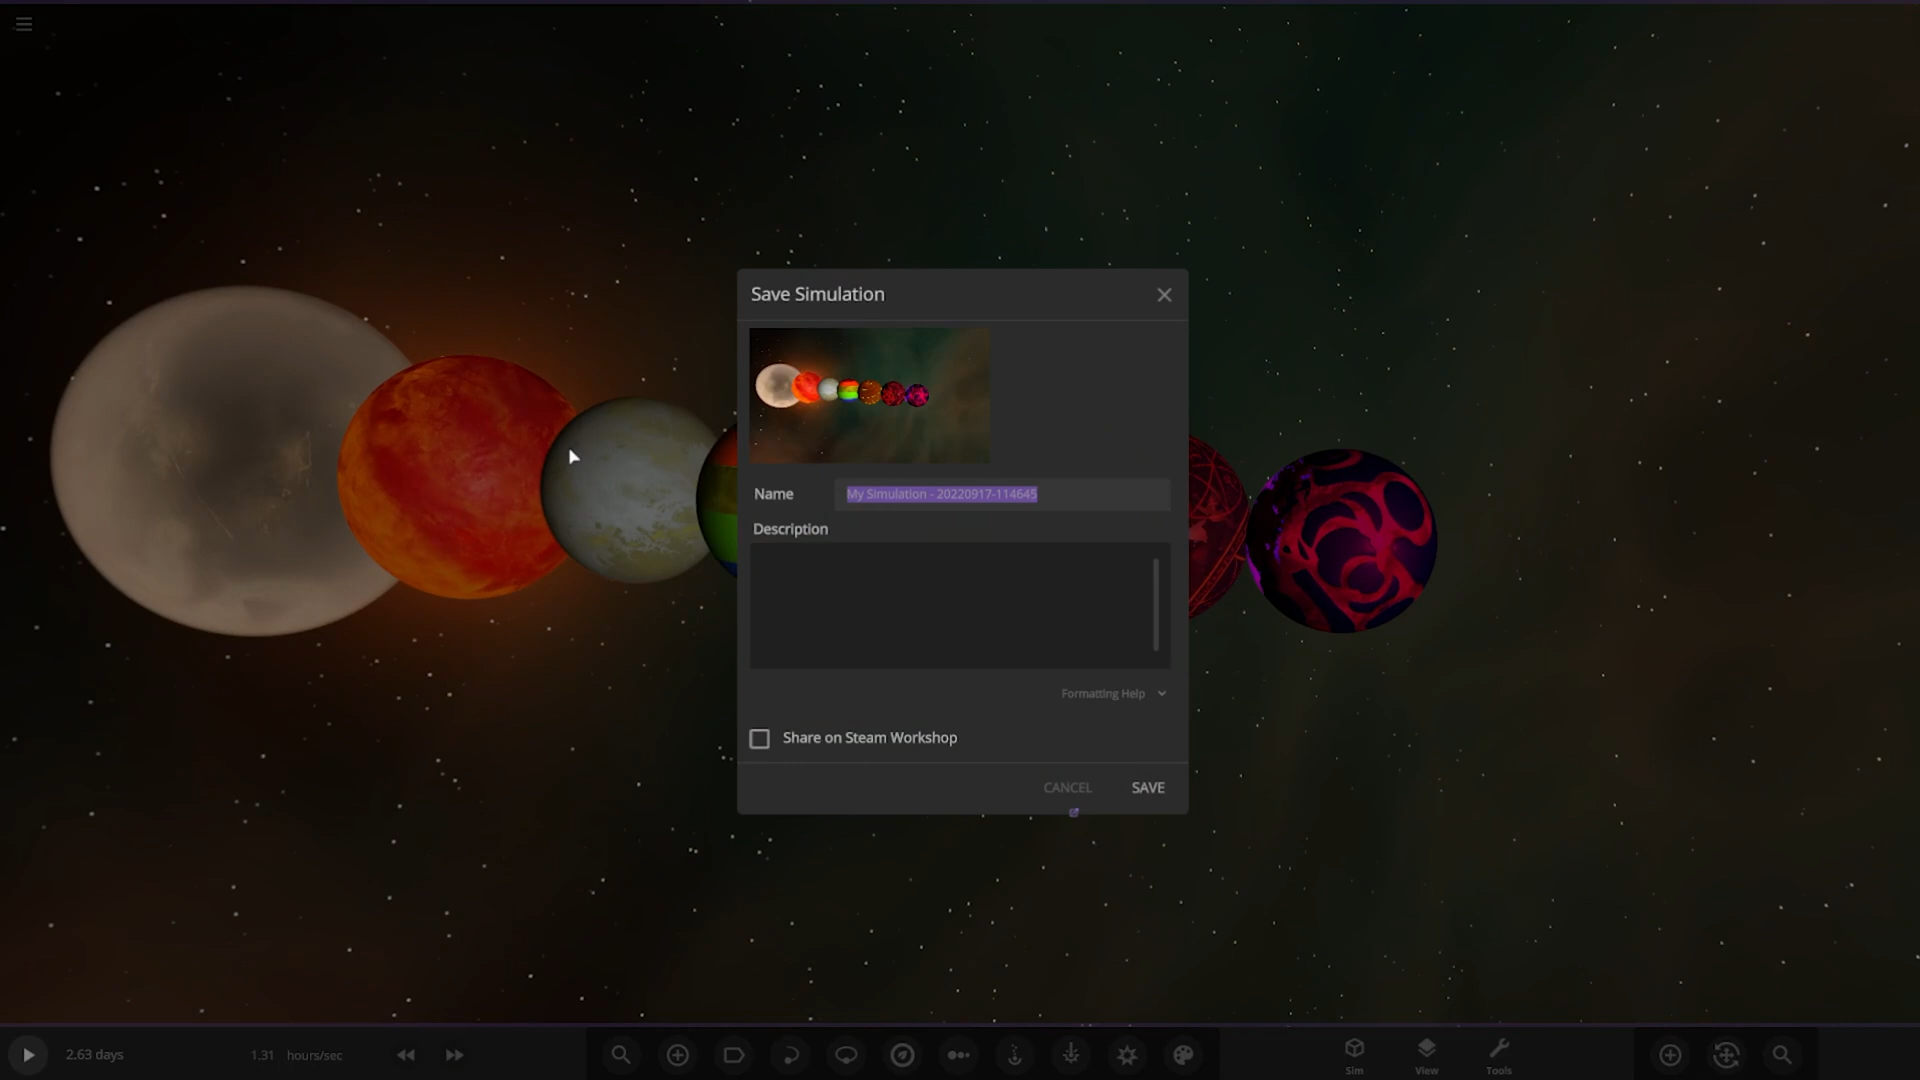 Save Simulation
Name
My Simulation - 20220917-114645
Description
Formatting Help
Share on Steam Workshop
CANCEL
SAVE
2.63 days
1.31 hours/sec
Sim
View
Tools